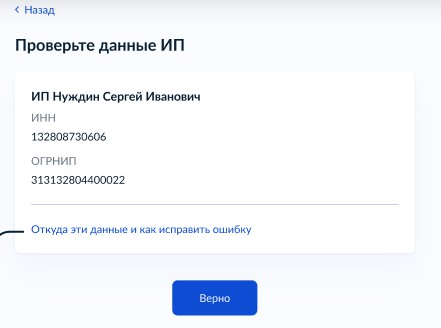 Назад
Проверьте данные ИП
ИП Нуждин Сергей Иванович
ИНН
132808730606
ОГРНИП
313132804400022
Откуда эти данные и как исправить ошибку
Верно